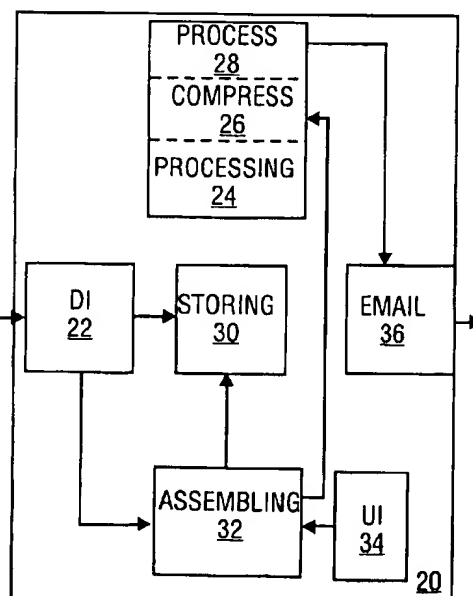 PROCESS
28
COMPRESS
26
PROCESSING
24
DI
22
STORING
30
EMAIL
36
ASSEMBLING
32
UI
34
20